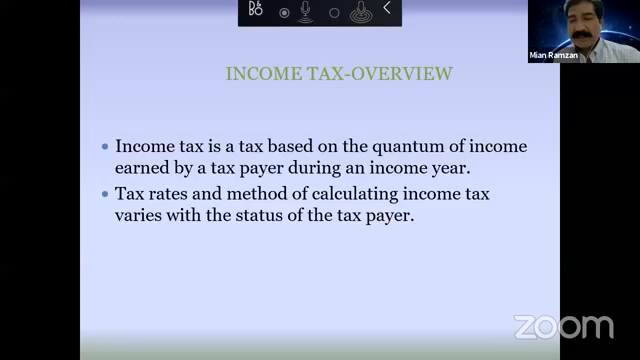 D&
BO
Mian Ramzan
INCOME TAX-OVERVIEW
Income tax is a tax based on the quantum of income
earned by a tax payer during an income year.
Tax rates and method of calculating income tax
varies with the status of the tax payer.
zoom